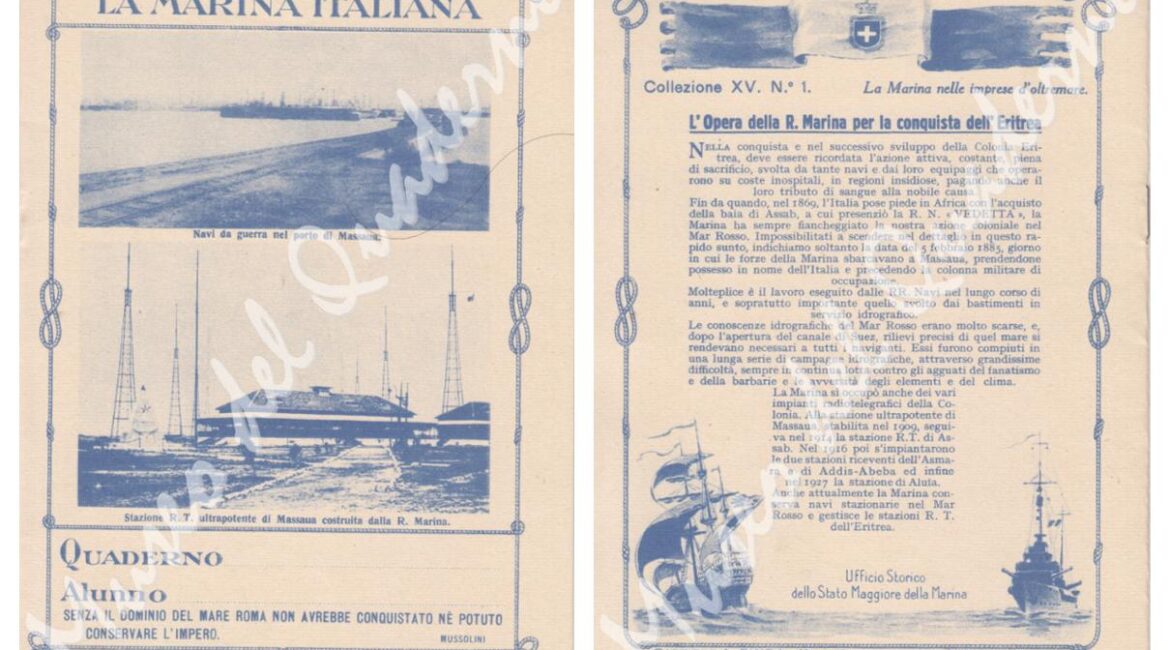 LA MARINA ITALIANA
Navi da guerra nel porto di Massaua.
Stazione R. T. ultrapotente di Massaua costruita dalla R. Marina.
QUADERNO
Alunno
SENZA IL DOMINIO DEL MARE ROMA NON AVREBBE CONQUISTATO NÈ POTUTO
CONSERVARE L'IMPERO.
MUSSOLINI
Collezione XV. N.° 1.
La Marina nelle imprese d'oltremare.
L'Opera della R. Marina per la conquista dell'Eritrea
NELLA conquista e nel successivo sviluppo della Colonia Eri-
trea, deve essere ricordata l'azione attiva, costante, piena
di sacrificio, svolta da tante navi e dai loro equipaggi che opera-
rono su coste inospitali, in regioni insidiose, pagando anche il
loro tributo di sangue alla nobile causa.
Fin da quando, nel 1869, l'Italia pose piede in Africa con l'acquisto
della baia di Assab, a cui presenziò la R. N. «VEDETTA», la
Marina ha sempre fiancheggiato la nostra azione coloniale nel
Mar Rosso. Impossibilitati a scendere nel dettaglio in questo ra-
pido sunto, indichiamo soltanto la data del 5 febbraio 1885, giorno
in cui le forze della Marina sbarcavano a Massaua, prendendone
possesso in nome dell'Italia e precedendo la colonna militare di
occupazione.
Molteplice è il lavoro eseguito dalle RR. Navi nel lungo corso di
anni, e sopratutto importante quello svolto dai bastimenti in
servizio idrografico.
Le conoscenze idrografiche del Mar Rosso erano molto scarse, e,
dopo l'apertura del canale di Suez, rilievi precisi di quel mare si
rendevano necessari a tutti i naviganti. Essi furono compiuti in
una lunga serie di campagne idrografiche, attraverso grandissime
difficoltà, sempre in continua lotta contro gli agguati del fanatismo
e della barbarie e le avversità degli elementi e del clima.
La Marina si occupò anche dei vari
impianti radiotelegrafici della Co-
lonia. Alla stazione ultrapotente di
Massaua, stabilita nel 1909, segui-
va nel 1914 la stazione R.T. di As-
sab. Nel 1916 poi s'impiantarono
le due stazioni riceventi dell'Asma-
ra e di Addis-Abeba ed infine
nel 1927 la stazione di Alula.
Anche attualmente la Marina con-
serva navi stazionarie nel Mar
Rosso e gestisce le stazioni R. T.
dell'Eritrea.
Ufficio Storico
dello Stato Maggiore della Marina